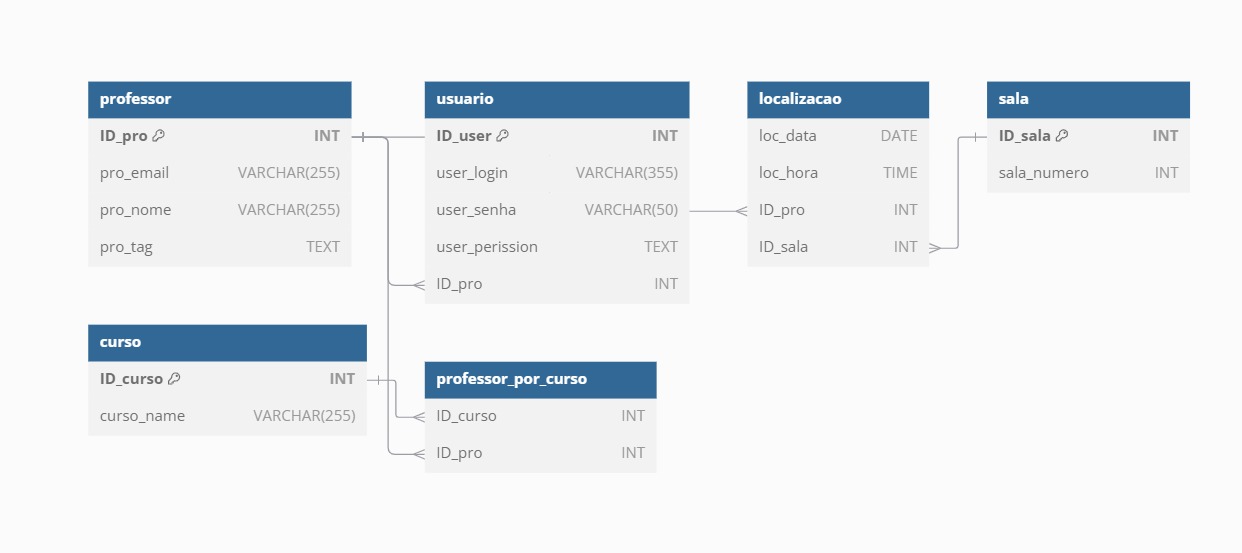 professor
ID_pro INT
pro_email VARCHAR(255)
pro_nome VARCHAR(255)
pro_tag TEXT
usuario
ID_user INT
user_login VARCHAR(355)
user_senha VARCHAR(50)
user_perission TEXT
ID_pro INT
localizacao
loc_data DATE
loc_hora TIME
ID_pro INT
ID_sala INT
sala
ID_sala INT
sala_numero INT
curso
ID_curso INT
curso_name VARCHAR(255)
professor_por_curso
ID_curso INT
ID_pro INT